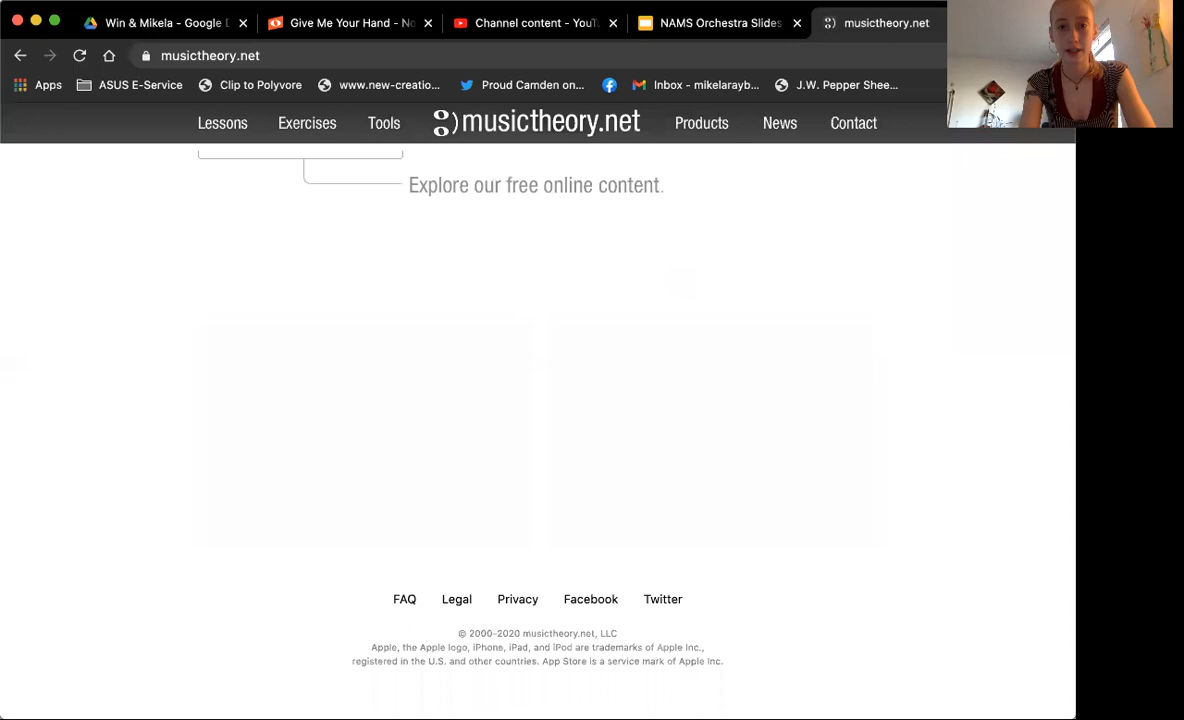 Win & Mikela - Google D
Give Me Your Hand - No
Channel content - YouTu
NAMS Orchestra Slides
musictheory.net
musictheory.net
Apps
ASUS E-Service
Clip to Polyvore
www.new-creatio...
Proud Camden on...
Inbox - mikelarayb...
J.W. Pepper Shee...
Lessons
Exercises
Tools
musictheory.net
Products
News
Contact
Explore our free online content.
FAQ
Legal
Privacy
Facebook
Twitter
© 2000-2020 musictheory.net, LLC
Apple, the Apple logo, iPhone, iPad, and iPod are trademarks of Apple Inc.,
registered in the U.S. and other countries. App Store is a service mark of Apple Inc.